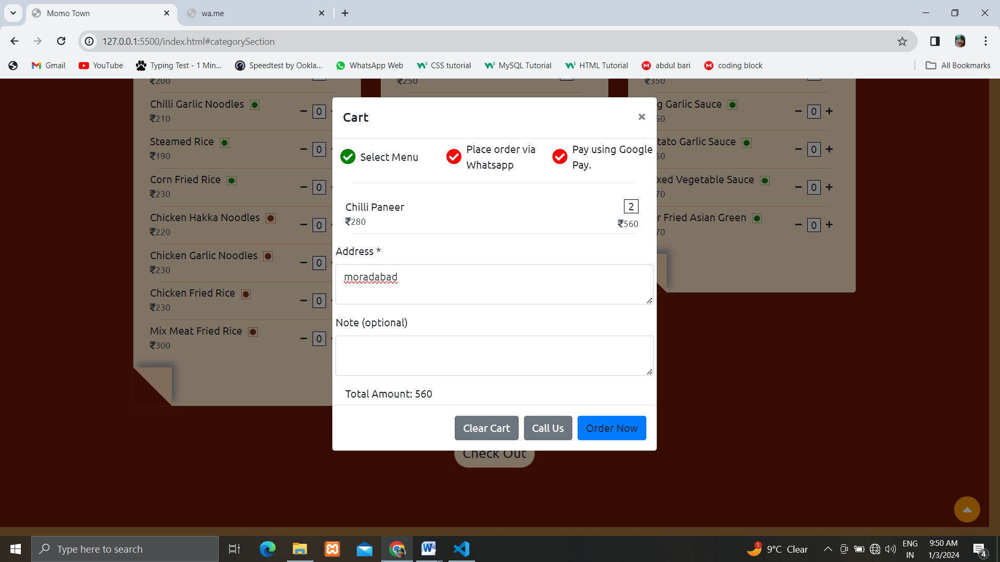 Momo Town
wa.me
127.0.0.1:5500/index.html#categorySection
Gmail
YouTube
Typing Test - 1 Min...
Speedtest by Ookla...
WhatsApp Web
CSS tutorial
MySQL Tutorial
HTML Tutorial
abdul bari
coding block
All Bookmarks
₹200
Chilli Garlic Noodles
₹210
0
Steamed Rice
₹190
0
Corn Fried Rice
₹230
0
Chicken Hakka Noodles
₹220
0
Chicken Garlic Noodles
₹230
0
Chicken Fried Rice
₹230
0
Mix Meat Fried Rice
₹300
0
₹250
Cart
×
Select Menu
Place order via
Whatsapp
Pay using Google
Pay.
Chilli Paneer
2
₹280
₹560
Address *
moradabad
Note (optional)
Total Amount: 560
Clear Cart
Call Us
Order Now
Check Out
₹350
g Garlic Sauce
50
− 0 +
tato Garlic Sauce
50
− 0 +
xed Vegetable Sauce
70
− 0 +
r Fried Asian Green
70
− 0 +
Type here to search
1
9°C Clear
ENG
IN
9:50 AM
1/3/2024
4